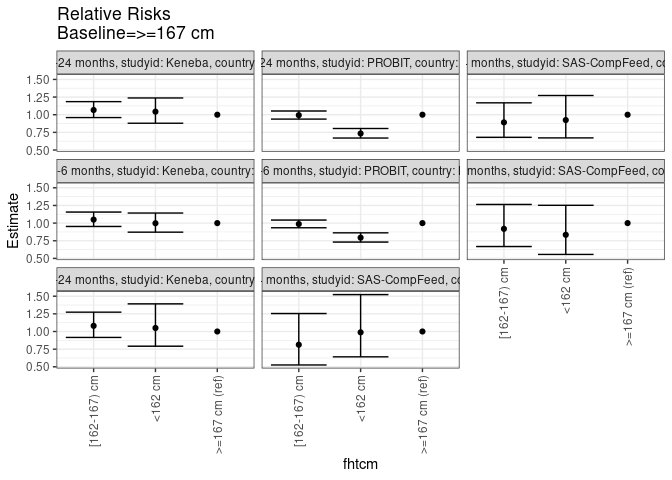 Relative Risks
Baseline=>=167 cm
-24 months, studyid: Keneba, country
24 months, studyid: PROBIT, country:
months, studyid: SAS-CompFeed, co
1.50
1.25
1.00
0.75
0.50
-6 months, studyid: Keneba, country:
-6 months, studyid: PROBIT, country:
months, studyid: SAS-CompFeed, co
1.50
1.25
1.00
0.75
0.50
-24 months, studyid: Keneba, country
months, studyid: SAS-CompFeed, co
1.50
1.25
1.00
0.75
0.50
Estimate
[162-167) cm
<162 cm
>=167 cm (ref)
[162-167) cm
<162 cm
>=167 cm (ref)
[162-167) cm
<162 cm
>=167 cm (ref)
fhtcm